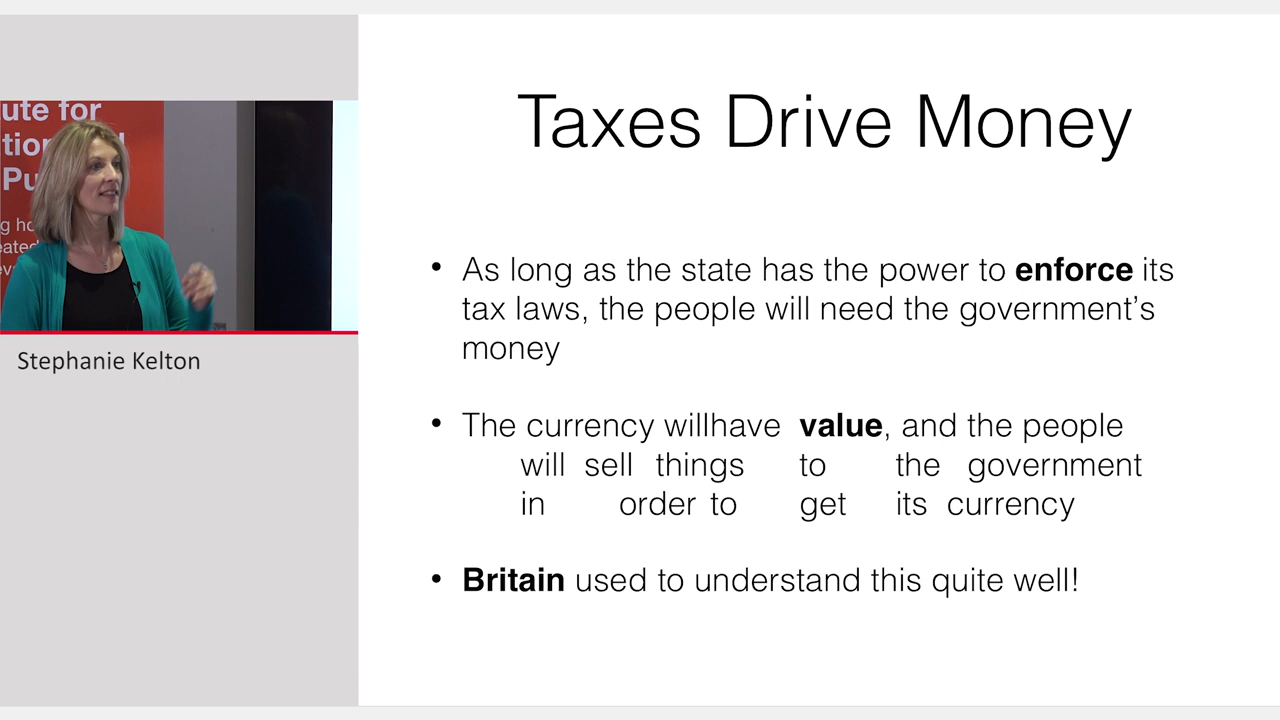 ute for
Pu
Stephanie Kelton
Taxes Drive Money
• As long as the state has the power to enforce its
tax laws, the people will need the government’s
money
• The currency willhave value, and the people
will sell things to the government
in order to get its currency
• Britain used to understand this quite well!